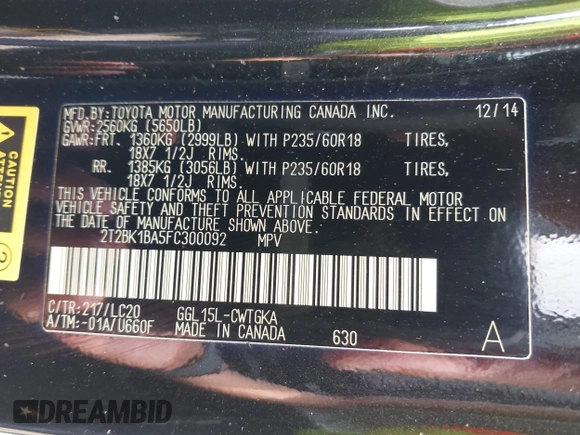 MFD.BY:TOYOTA MOTOR MANUFACTURING CANADA INC. 12/14
GVWR:2560KG (5650LB)
GAWR:FRT. 1360KG (2999LB) WITH P235/60R18 TIRES,
18X7 1/2J RIMS.
RR. 1385KG (3056LB) WITH P235/60R18 TIRES,
18X7 1/2J RIMS.
THIS VEHICLE CONFORMS TO ALL APPLICABLE FEDERAL MOTOR
VEHICLE SAFETY AND THEFT PREVENTION STANDARDS IN EFFECT ON
THE DATE OF MANUFACTURE SHOWN ABOVE.
2T2BK1BA5FC300092 MPV
C/TR:217/LC20 GGL15L-CWTGKA
A/TM:-01A/U660F MADE IN CANADA 630 A
CAUTION
2
DREAMBID